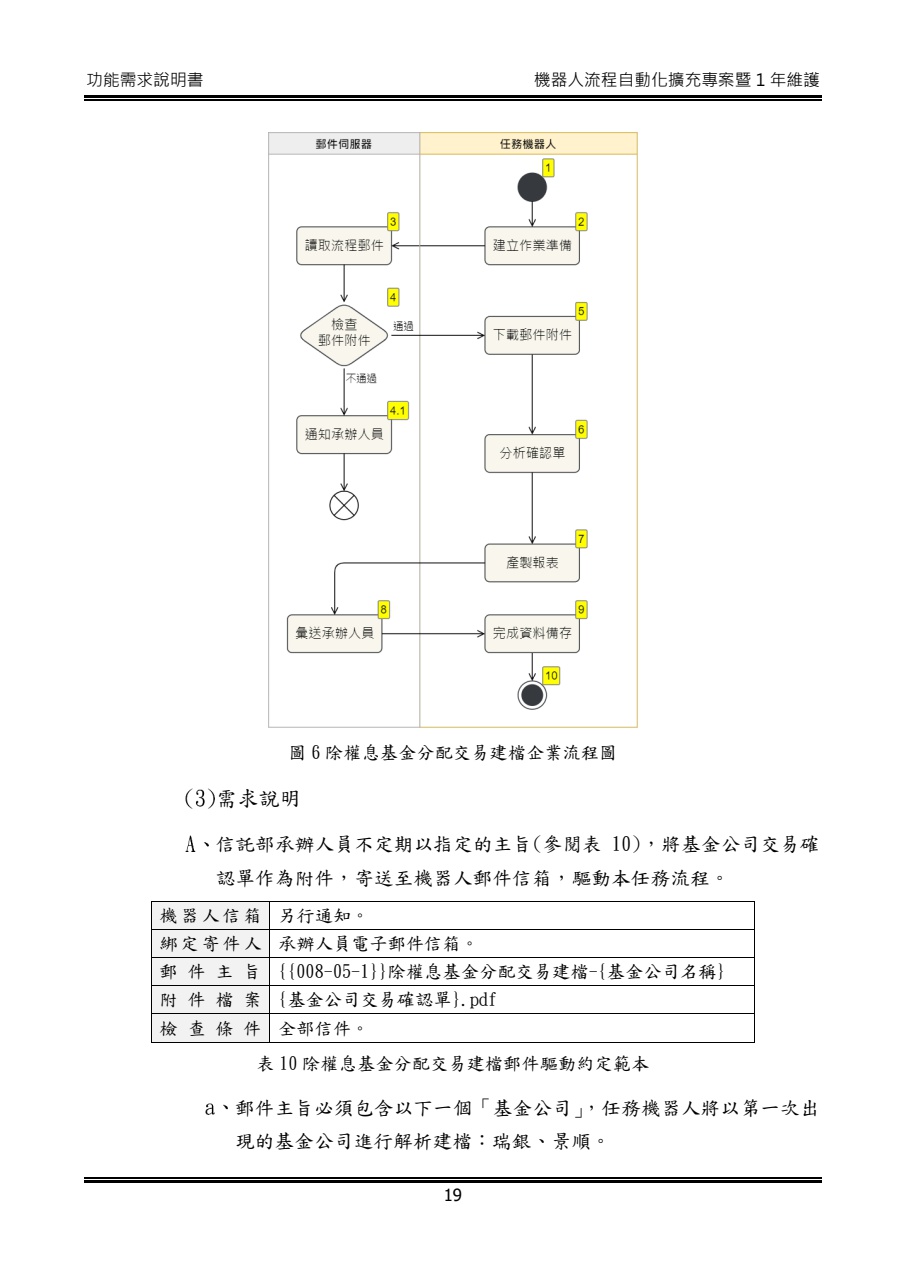 功能需求說明書
機器人流程自動化擴充專案暨 1 年維護
郵件伺服器
任務機器人
1
2
建立作業準備
3
讀取流程郵件
4
檢查
郵件附件
通過
不通過
5
下載郵件附件
4.1
通知承辦人員
6
分析確認單
7
產製報表
8
彙送承辦人員
9
完成資料備存
10
圖 6 除權息基金分配交易建檔企業流程圖
(3)需求說明
A、信託部承辦人員不定期以指定的主旨(參閱表 10)，將基金公司交易確
認單作為附件，寄送至機器人郵件信箱，驅動本任務流程。
機器人信箱 另行通知。
綁定寄件人 承辦人員電子郵件信箱。
郵件主旨 {{008-05-1}}除權息基金分配交易建檔-{基金公司名稱}
附件檔案 {基金公司交易確認單}.pdf
檢查條件 全部信件。
表 10 除權息基金分配交易建檔郵件驅動約定範本
a、郵件主旨必須包含以下一個「基金公司」，任務機器人將以第一次出
現的基金公司進行解析建檔：瑞銀、景順。
19